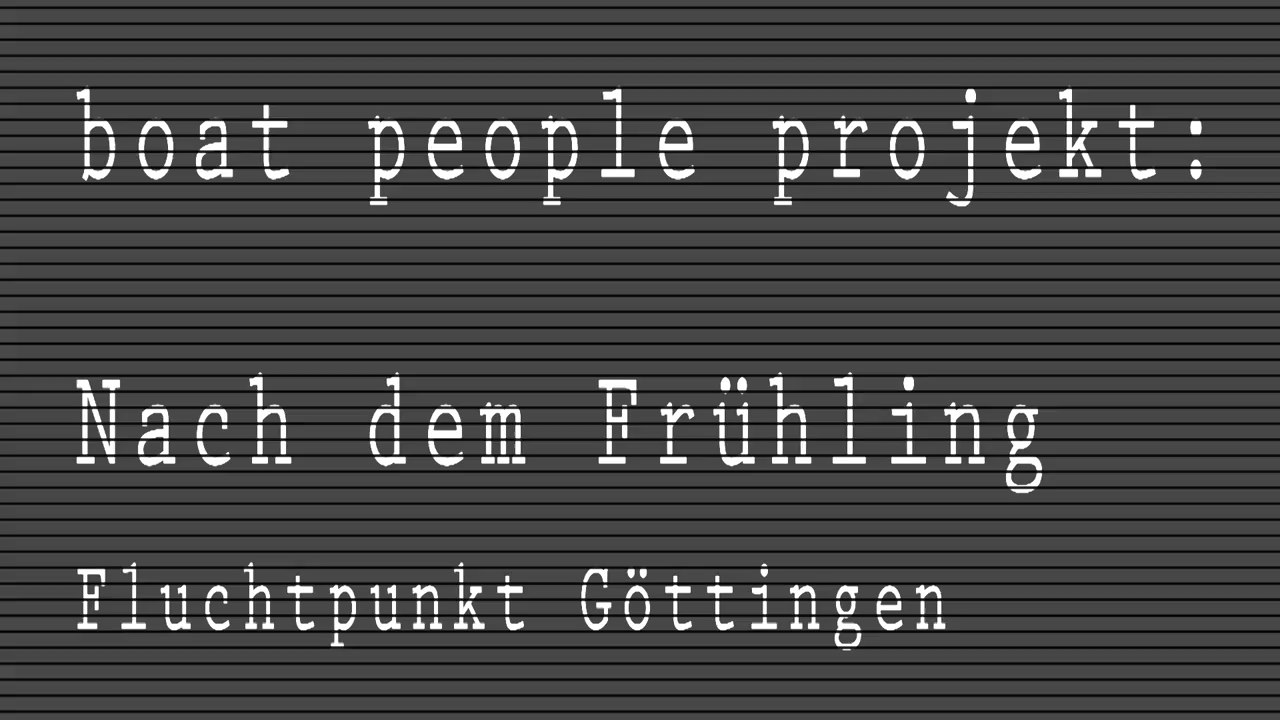 boat people projekt:
Nach dem Frühling
Fluchtpunkt Göttingen